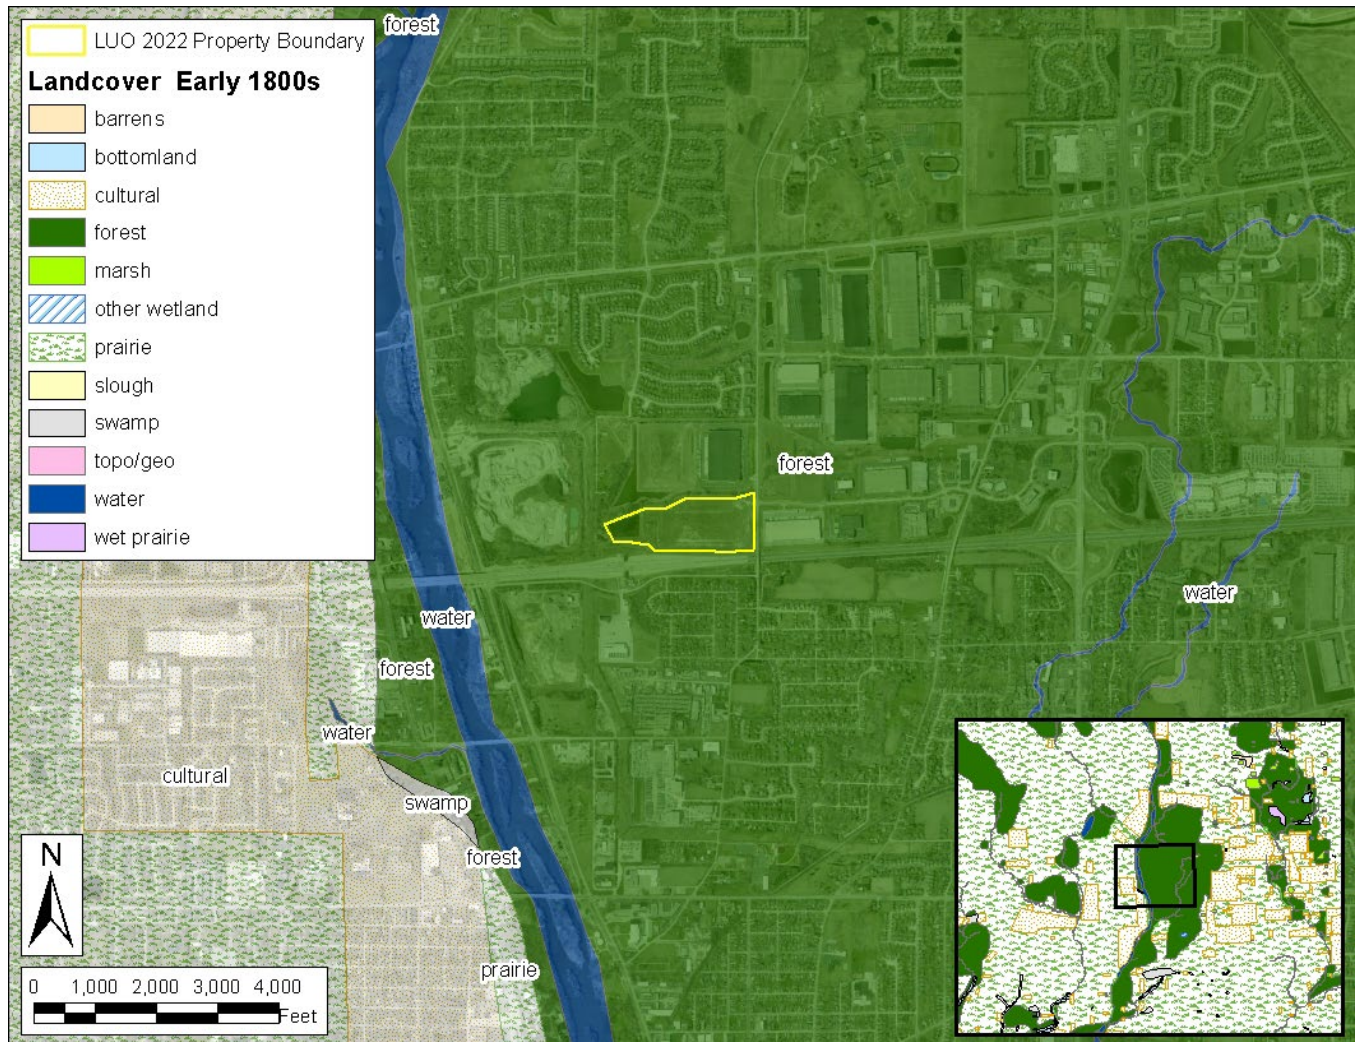 forest
LUO 2022 Property Boundary
Landcover Early 1800s
barrens
bottomland
cultural
forest
marsh
other wetland
prairie
slough
swamp
topo/geo
water
wet prairie
forest
water
water
forest
water
cultural
swamp
forest
prairie
N
0 1,000 2,000 3,000 4,000
Feet